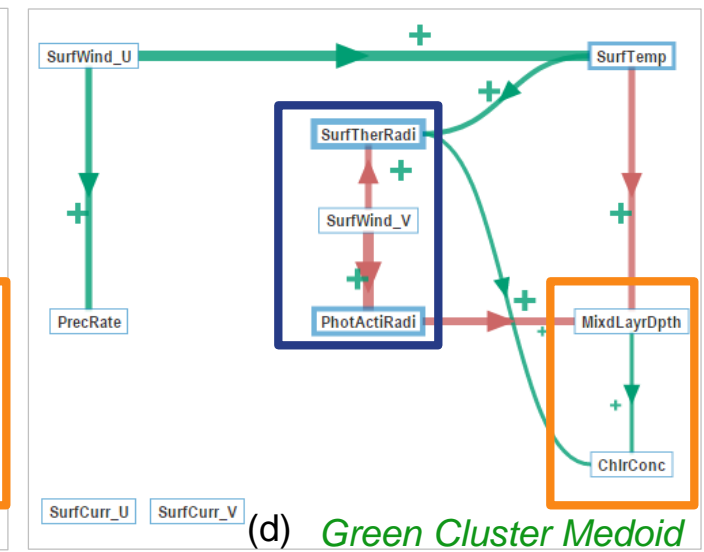 SurfWind_U
+
SurfTemp
+
SurfTherRadi
+
SurfWind_V
+
+
+
PrecRate
PhotActiRadi
+
+
MixdLayrDpth
+
ChlrConc
SurfCurr_U
SurfCurr_V
(d) Green Cluster Medoid